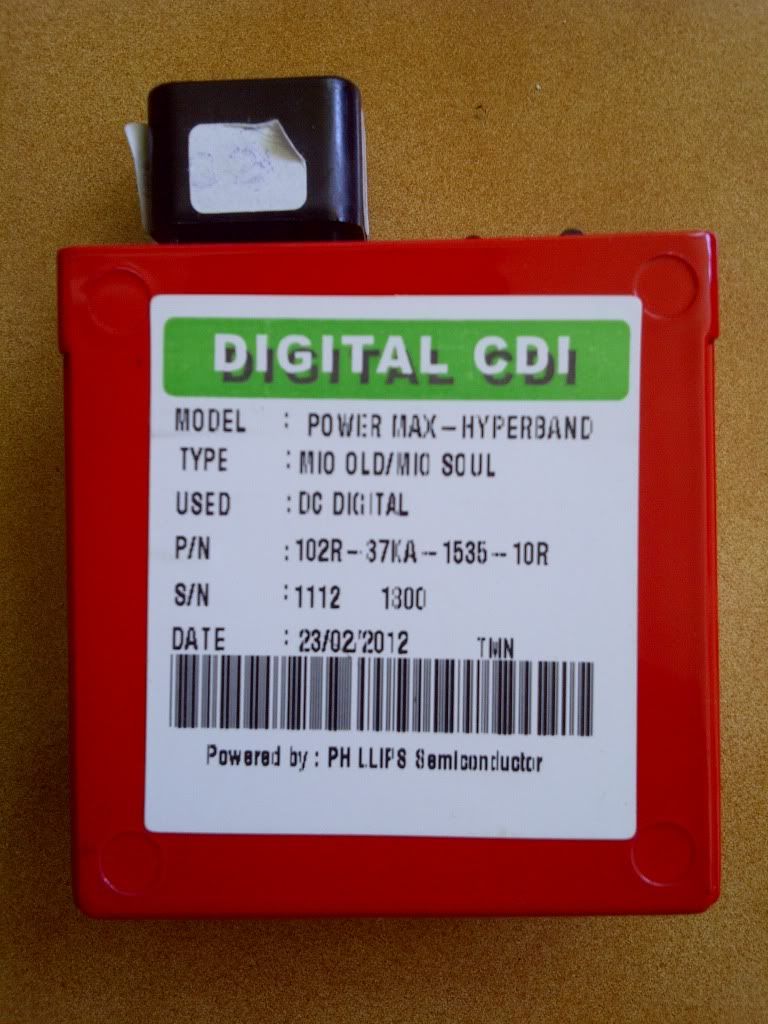 DIGITAL CDI
MODEL : POWER MAX-HYPERBAND
TYPE : MIO OLD/MIO SOUL
USED : DC DIGITAL
P/N : 102R-37KA-1535-10R
S/N : 1112 1800
DATE : 23/02/2012 TMN
Powered by : PH LLIPS Semiconductor